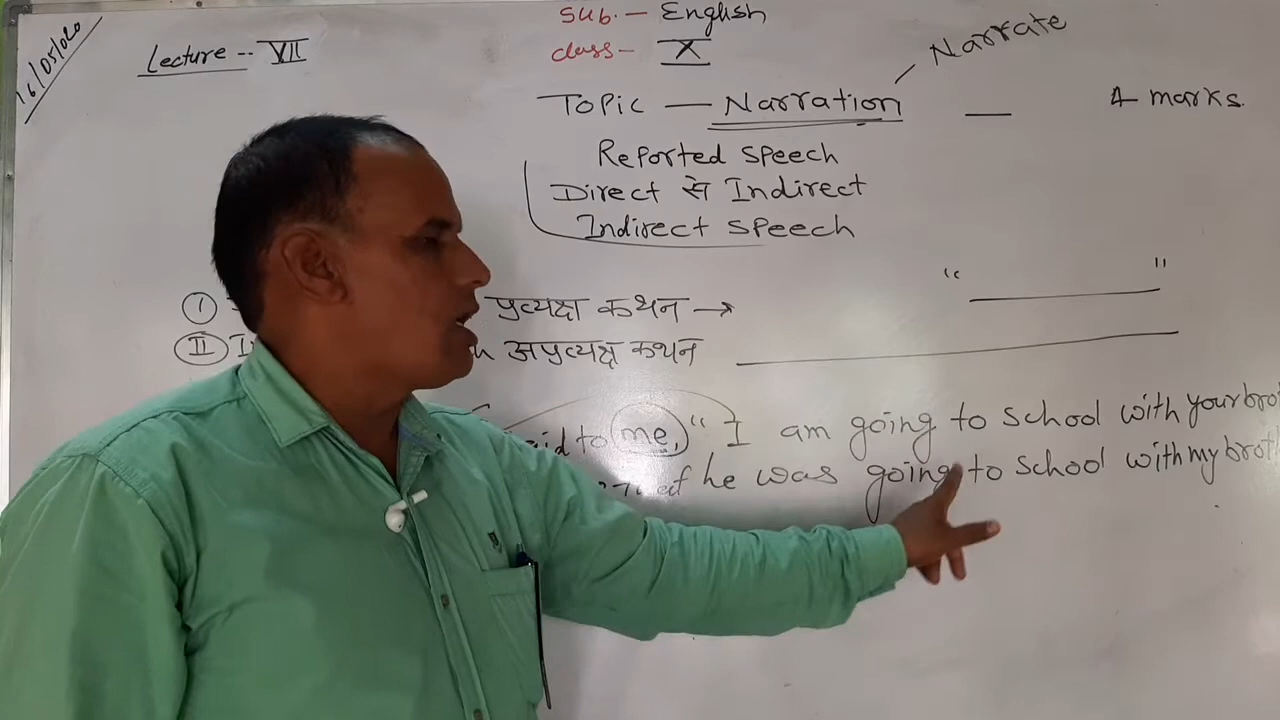 16/05/020
Sub. - English
Lecture -- VII
class - X
Narrate
Topic — Narration — 4 marks.
Reported speech
Direct से Indirect
Indirect speech
" — "
I प्रत्यक्ष कथन →
II अप्रत्यक्ष कथन
to me, " I am going to school with your
he was going to school with my